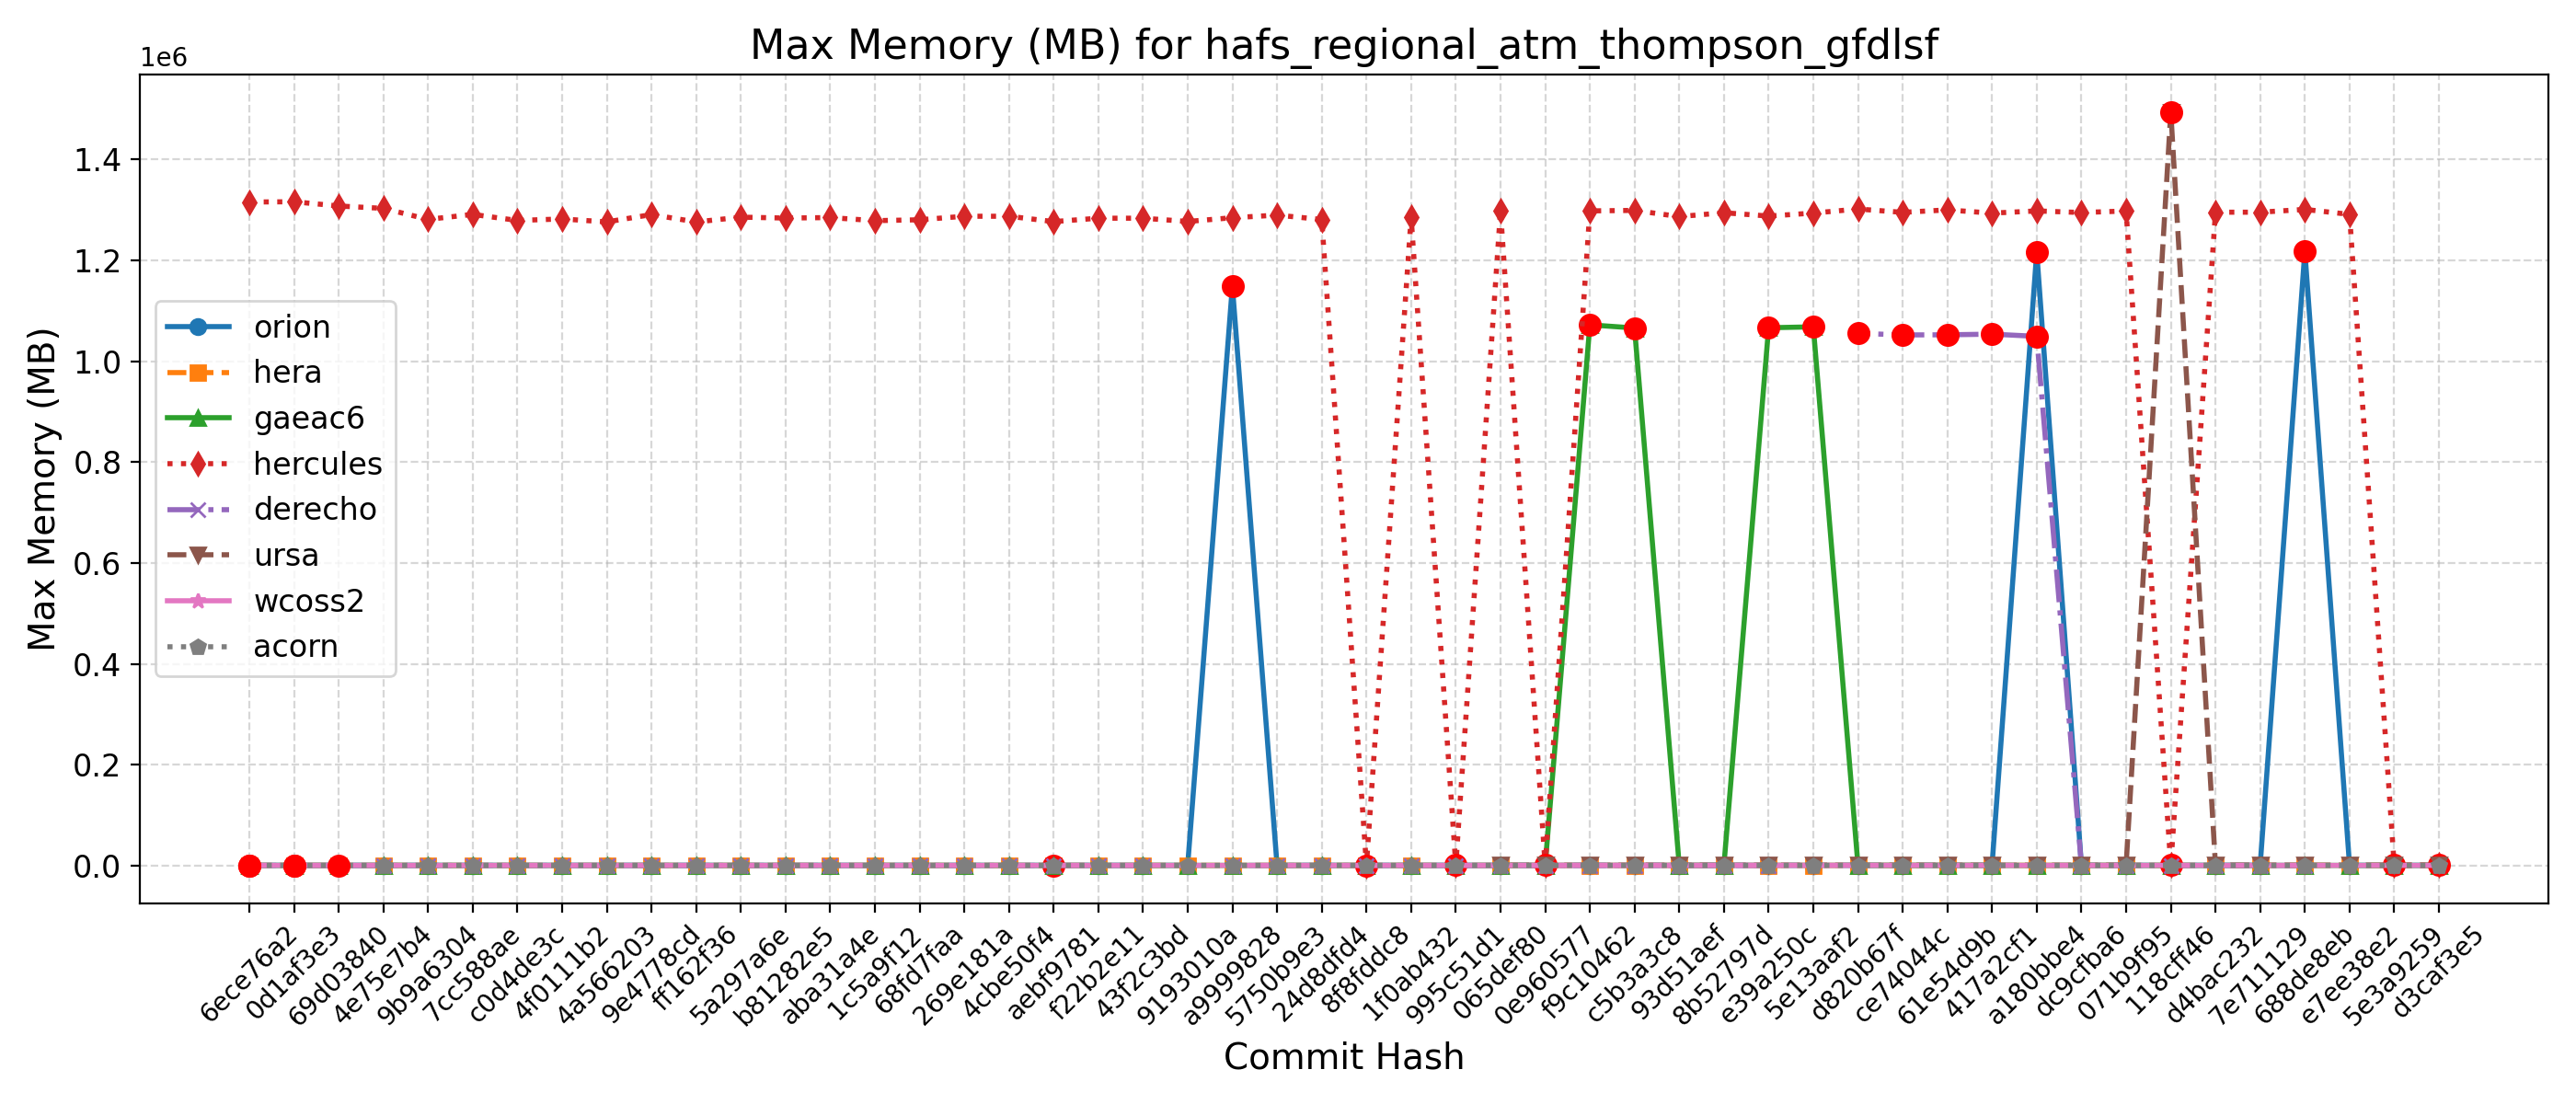 Max Memory (MB) for hafs_regional_atm_thompson_gfdlsf
1e6
1.4
1.2
1.0
0.8
0.6
0.4
0.2
0.0
Max Memory (MB)
orion
hera
gaeac6
hercules
derecho
ursa
wcoss2
acorn
6ece76a2
0d1af3e3
69d03840
4e75e7b4
9b9a6304
7cc588ae
c0d4de3c
4f0111b2
4a566203
9e4778cd
ff162f36
5a297a6e
b81282e5
aba31a4e
1c5a9f12
68fd7faa
269e181a
4cbe50f4
aebf9781
f22b2e11
43f2c3bd
9193010a
a9999828
5750b9e3
24d8dfd4
8f8fddc8
1f0ab432
995c51d1
065def80
0e960577
f9c10462
c5b3a3c8
93d51aef
8b52797d
e39a250c
5e13aaf2
d820b67f
ce74044c
61e54d9b
417a2cf1
a180bbe4
dc9cfba6
071b9f95
118cff46
d4bac232
7e711129
688de8eb
e7ee38e2
5e3a9259
d3caf3e5
Commit Hash